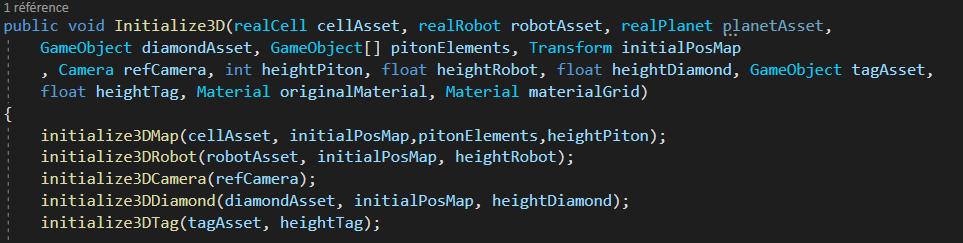 1 référence
public void Initialize3D(realCell cellAsset, realRobot robotAsset, realPlanet planetAsset,
GameObject diamondAsset, GameObject[] pitonElements, Transform initialPosMap
, Camera refCamera, int heightPiton, float heightRobot, float heightDiamond, GameObject tagAsset,
float heightTag, Material originalMaterial, Material materialGrid)
{
initialize3DMap(cellAsset, initialPosMap,pitonElements,heightPiton);
initialize3DRobot(robotAsset, initialPosMap, heightRobot);
initialize3DCamera(refCamera);
initialize3DDiamond(diamondAsset, initialPosMap, heightDiamond);
initialize3DTag(tagAsset, heightTag);